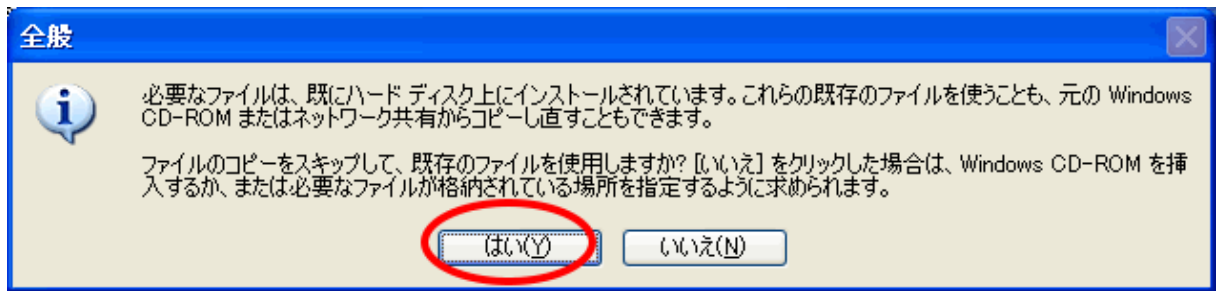 全般
必要なファイルは、既にハード ディスク上にインストールされています。これらの既存のファイルを使うことも、元の Windows
CD-ROM またはネットワーク共有からコピーし直すこともできます。
ファイルのコピーをスキップして、既存のファイルを使用しますか? [いいえ] をクリックした場合は、Windows CD-ROM を挿
入するか、または必要なファイルが格納されている場所を指定するように求められます。
はい(Y) いいえ(N)